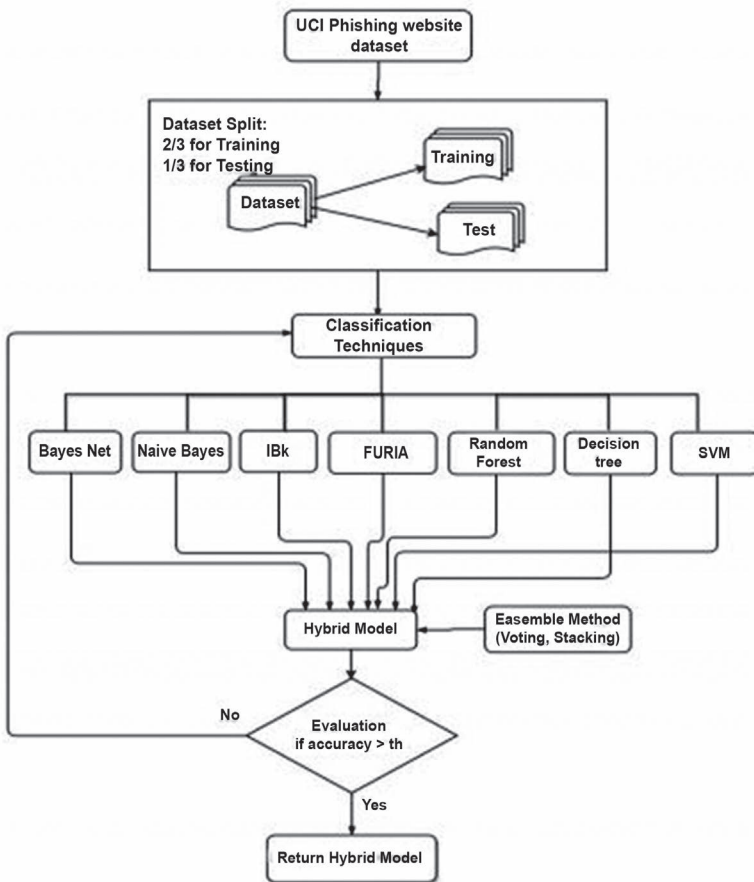 UCI Phishing website
dataset
Dataset Split:
2/3 for Training
1/3 for Testing
Training
Dataset
Test
Classification
Techniques
Bayes Net
Naive Bayes
IBk
FURIA
Random
Forest
Decision
tree
SVM
Hybrid Model
Easemble Method
(Voting, Stacking)
No
Evaluation
if accuracy > th
Yes
Return Hybrid Model